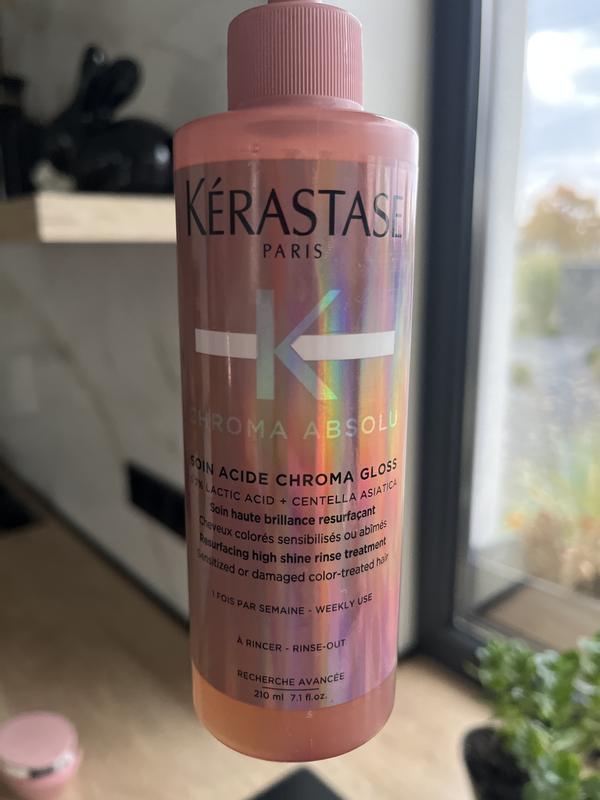 KÉRASTASE
PARIS
K
CHROMA ABSOLU
SOIN ACIDE CHROMA GLOSS
LACTIC ACID + CENTELLA ASIATICA
Soin haute brillance resurfaçant
Cheveux colorés sensibilisés ou abîmés
Resurfacing high shine rinse treatment
Sensitized or damaged color-treated hair
1 FOIS PAR SEMAINE - WEEKLY USE
À RINCER - RINSE-OUT
RECHERCHE AVANCÉE
210 ml 7.1 fl.oz.